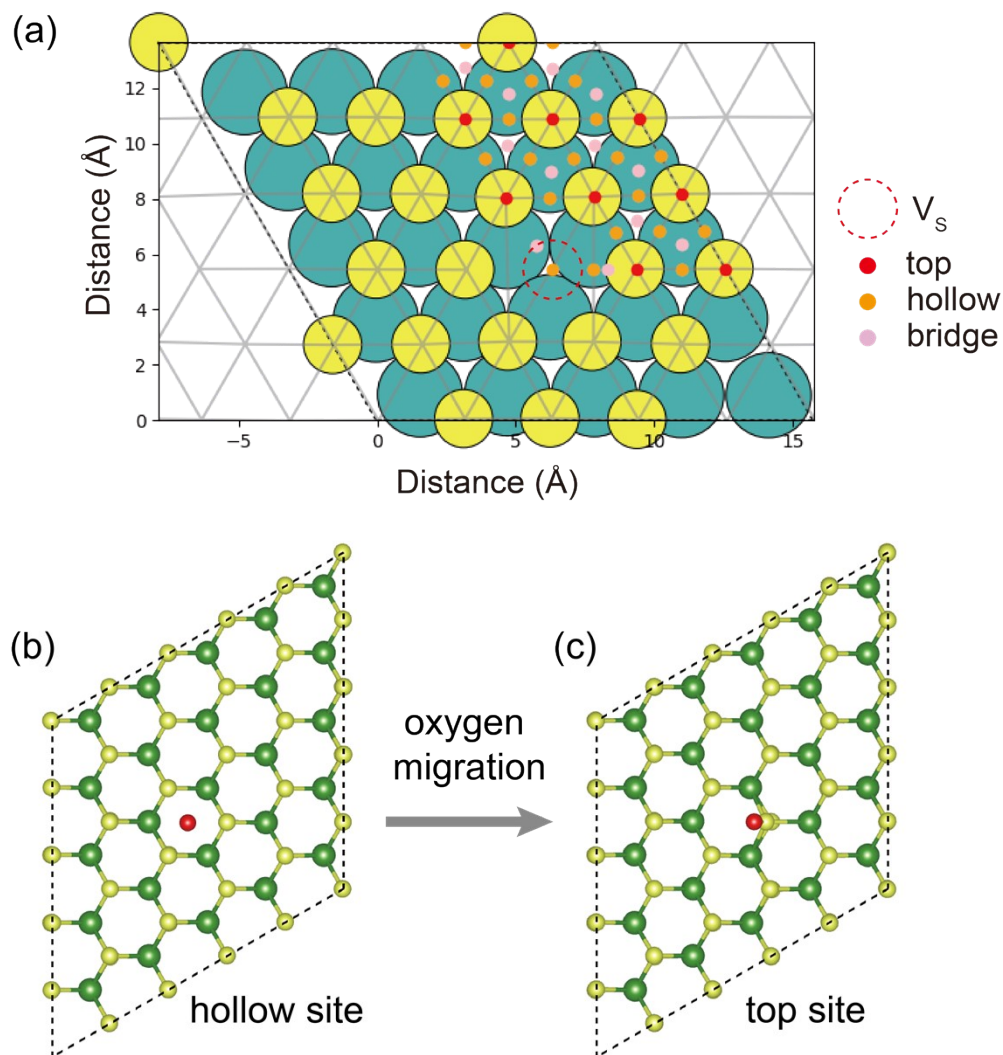 (a)
12
10
8
6
4
2
0
Distance (Å)
−5
0
5
10
15
Distance (Å)
V_S
top
hollow
bridge
(b)
(c)
oxygen
migration
hollow site
top site